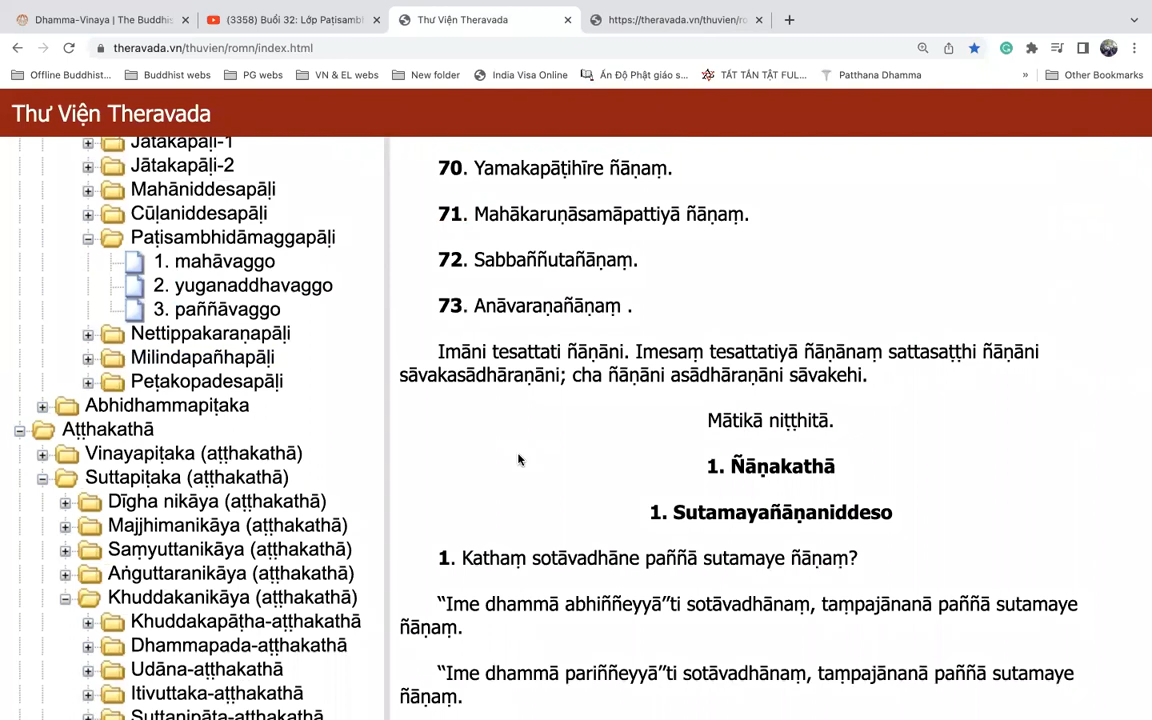 Dhamma-Vinaya | The Buddhis
(3358) Buổi 32: Lớp Paṭisambh
Thư Viện Theravada
https://theravada.vn/thuvien/ro
theravada.vn/thuvien/romn/index.html
Offline Buddhist...
Buddhist webs
PG webs
VN & EL webs
New folder
India Visa Online
Ấn Độ Phật giáo s...
TẤT TẦN TẬT FUL...
Patthana Dhamma
»
Other Bookmarks
Thư Viện Theravada
Jātakapāḷi-1
Jātakapāḷi-2
Mahāniddesapāḷi
Cūḷaniddesapāḷi
Paṭisambhidāmaggapāḷi
1. mahāvaggo
2. yuganaddhavaggo
3. paññāvaggo
Nettippakaraṇapāḷi
Milindapañhapāḷi
Peṭakopadesapāḷi
Abhidhammapiṭaka
Aṭṭhakathā
Vinayapiṭaka (aṭṭhakathā)
Suttapiṭaka (aṭṭhakathā)
Dīgha nikāya (aṭṭhakathā)
Majjhimanikāya (aṭṭhakathā)
Saṃyuttanikāya (aṭṭhakathā)
Aṅguttaranikāya (aṭṭhakathā)
Khuddakanikāya (aṭṭhakathā)
Khuddakapāṭha-aṭṭhakathā
Dhammapada-aṭṭhakathā
Udāna-aṭṭhakathā
Itivuttaka-aṭṭhakathā
Suttanipāta-aṭṭhakathā
70. Yamakapāṭihīre ñāṇaṃ.
71. Mahākaruṇāsamāpattiyā ñāṇaṃ.
72. Sabbaññutañāṇaṃ.
73. Anāvaraṇañāṇaṃ .
Imāni tesattati ñāṇāni. Imesaṃ tesattatiyā ñāṇānaṃ sattasaṭṭhi ñāṇāni
sāvakasādhāraṇāni; cha ñāṇāni asādhāraṇāni sāvakehi.
Mātikā niṭṭhitā.
1. Ñāṇakathā
1. Sutamayañāṇaniddeso
1. Kathaṃ sotāvadhāne paññā sutamaye ñāṇaṃ?
“Ime dhammā abhiññeyyā”ti sotāvadhānaṃ, taṃpajānanā paññā sutamaye
ñāṇaṃ.
“Ime dhammā pariññeyyā”ti sotāvadhānaṃ, taṃpajānanā paññā sutamaye
ñāṇaṃ.